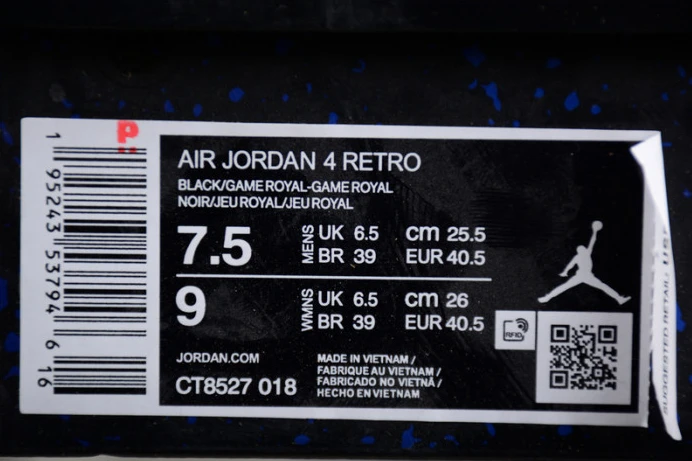 P.
1 95243 53794 6 16
AIR JORDAN 4 RETRO
BLACK/GAME ROYAL-GAME ROYAL
NOIR/JEU ROYAL/JEU ROYAL
7.5 MENS UK 6.5 cm 25.5
BR 39 EUR 40.5
9 WMNS UK 6.5 cm 26
BR 39 EUR 40.5
RFID
JORDAN.COM
CT8527 018
MADE IN VIETNAM /
FABRIQUE AU VIETNAM /
FABRICADO NO VIETNÃ /
HECHO EN VIETNAM
SUGGESTED RETAIL